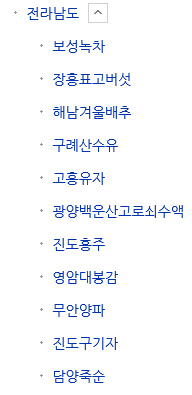 전라남도
보성녹차
장흥표고버섯
해남겨울배추
구례산수유
고흥유자
광양백운산고로쇠수액
진도홍주
영암대봉감
무안양파
진도구기자
담양죽순